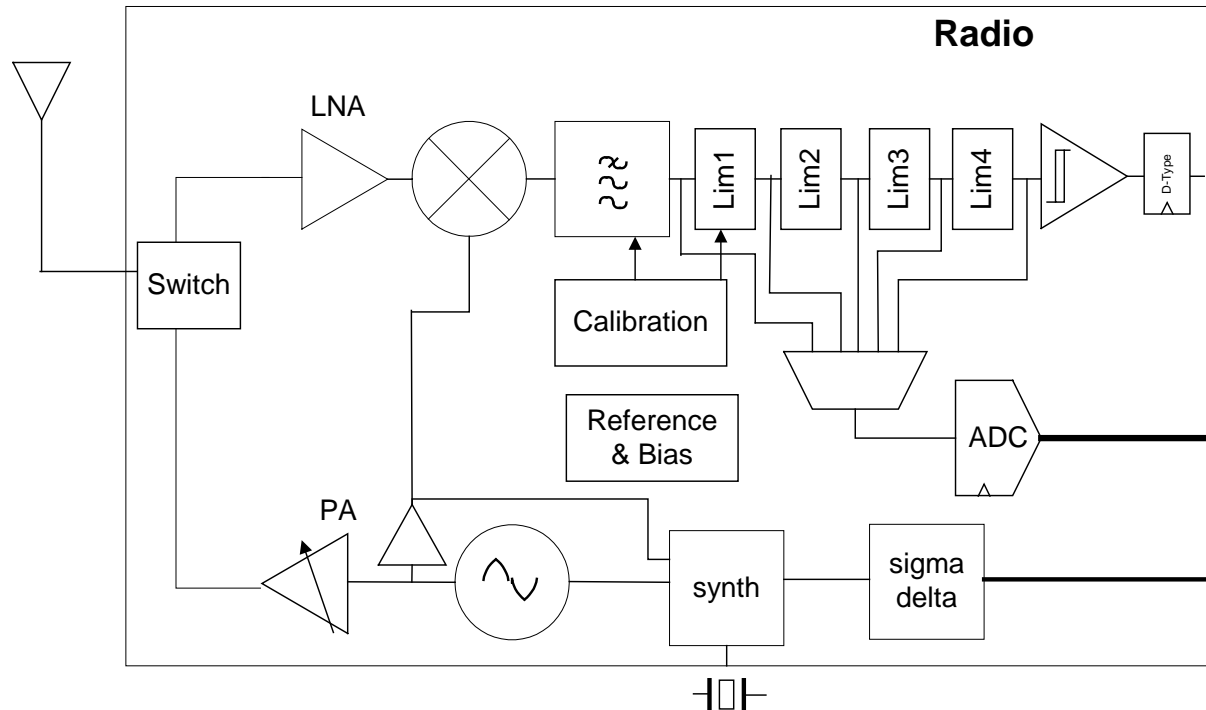 Radio
LNA
Lim1
Lim2
Lim3
Lim4
D-Type
Switch
Calibration
Reference
& Bias
ADC
PA
synth
sigma
delta